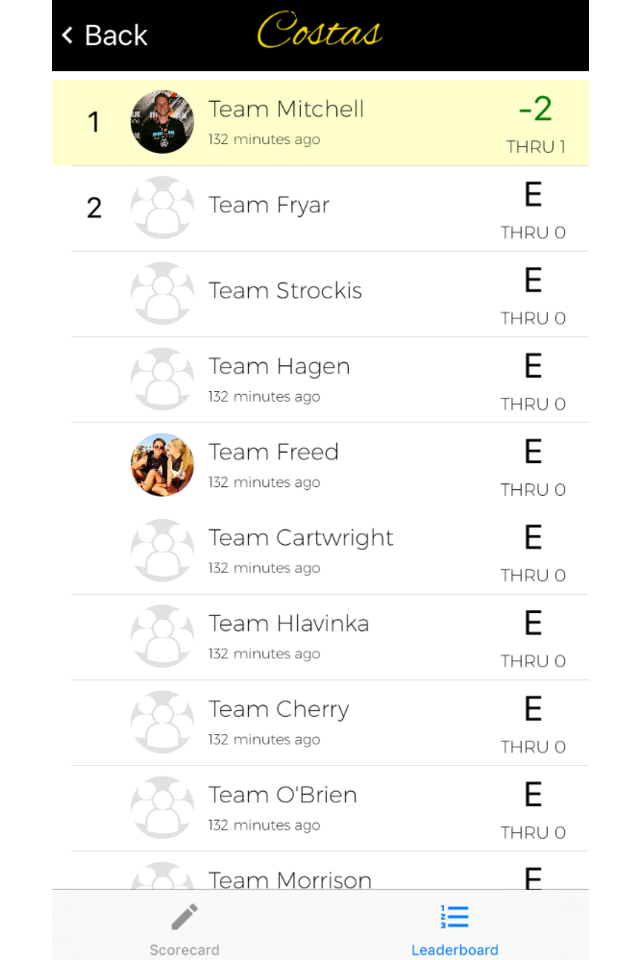 Back
Costas
1
Team Mitchell
132 minutes ago
-2
THRU 1
2
Team Fryar
E
THRU 0
Team Strockis
E
THRU 0
Team Hagen
132 minutes ago
E
THRU 0
Team Freed
132 minutes ago
E
THRU 0
Team Cartwright
132 minutes ago
E
THRU 0
Team Hlavinka
132 minutes ago
E
THRU 0
Team Cherry
132 minutes ago
E
THRU 0
Team O'Brien
132 minutes ago
E
THRU 0
Team Morrison
E
Scorecard
Leaderboard